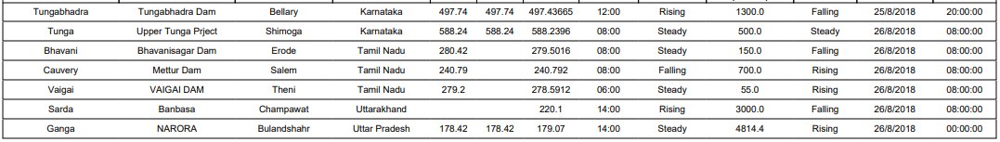 Tungabhadra Tungabhadra Dam Bellary Karnataka 497.74 497.74 497.43665 12:00 Rising 1300.0 Falling 25/8/2018 20:00:00
Tunga Upper Tunga Prject Shimoga Karnataka 588.24 588.24 588.2396 08:00 Steady 500.0 Steady 26/8/2018 08:00:00
Bhavani Bhavanisagar Dam Erode Tamil Nadu 280.42 279.5016 08:00 Steady 150.0 Falling 26/8/2018 08:00:00
Cauvery Mettur Dam Salem Tamil Nadu 240.79 240.792 08:00 Falling 700.0 Rising 26/8/2018 08:00:00
Vaigai VAIGAI DAM Theni Tamil Nadu 279.2 278.5912 06:00 Steady 55.0 Rising 26/8/2018 08:00:00
Sarda Banbasa Champawat Uttarakhand 220.1 14:00 Rising 3000.0 Falling 26/8/2018 08:00:00
Ganga NARORA Bulandshahr Uttar Pradesh 178.42 178.42 179.07 14:00 Steady 4814.4 Rising 26/8/2018 00:00:00